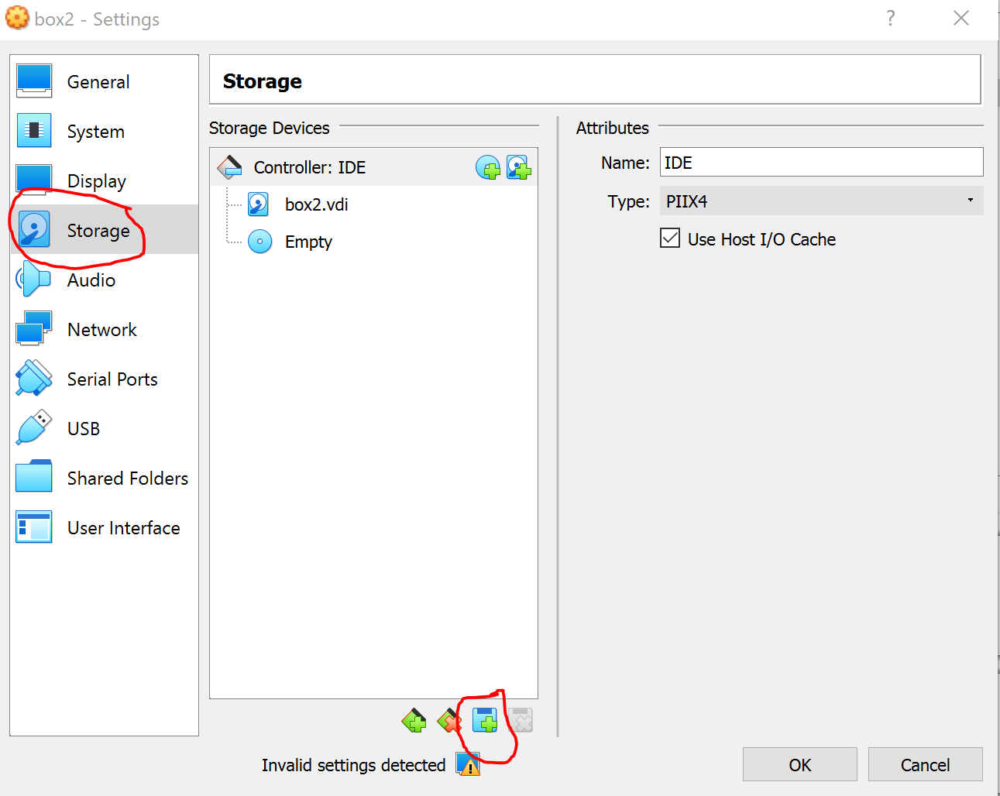 box2 - Settings
?
General
System
Display
Storage
Audio
Network
Serial Ports
USB
Shared Folders
User Interface
Storage
Storage Devices
Controller: IDE
box2.vdi
Empty
Attributes
Name: IDE
Type: PIIX4
Use Host I/O Cache
Invalid settings detected
OK
Cancel